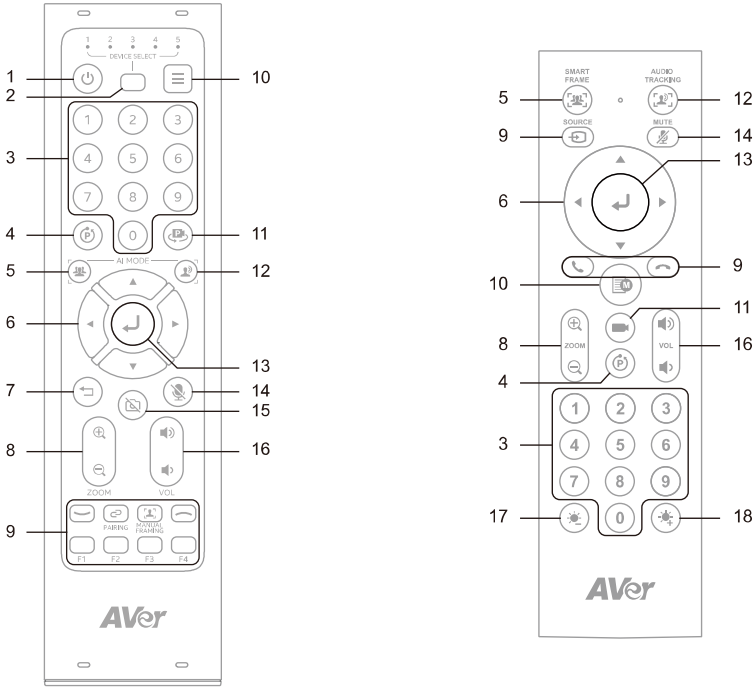 1 2 3 4 5
DEVICE SELECT
1
2
10
1 2 3
3
4 5 6
7 8 9
4
P
0
P
11
AI MODE
5
12
6
13
7
14
15
8
16
ZOOM VOL
9
PAIRING MANUAL
FRAMING
F1 F2 F3 F4
AVer
SMART
FRAME
AUDIO
TRACKING
5
12
SOURCE MUTE
9
14
13
6
9
10
M
11
8
ZOOM VOL
16
4
P
1 2 3
3
4 5 6
7 8 9
17
0
18
AVer